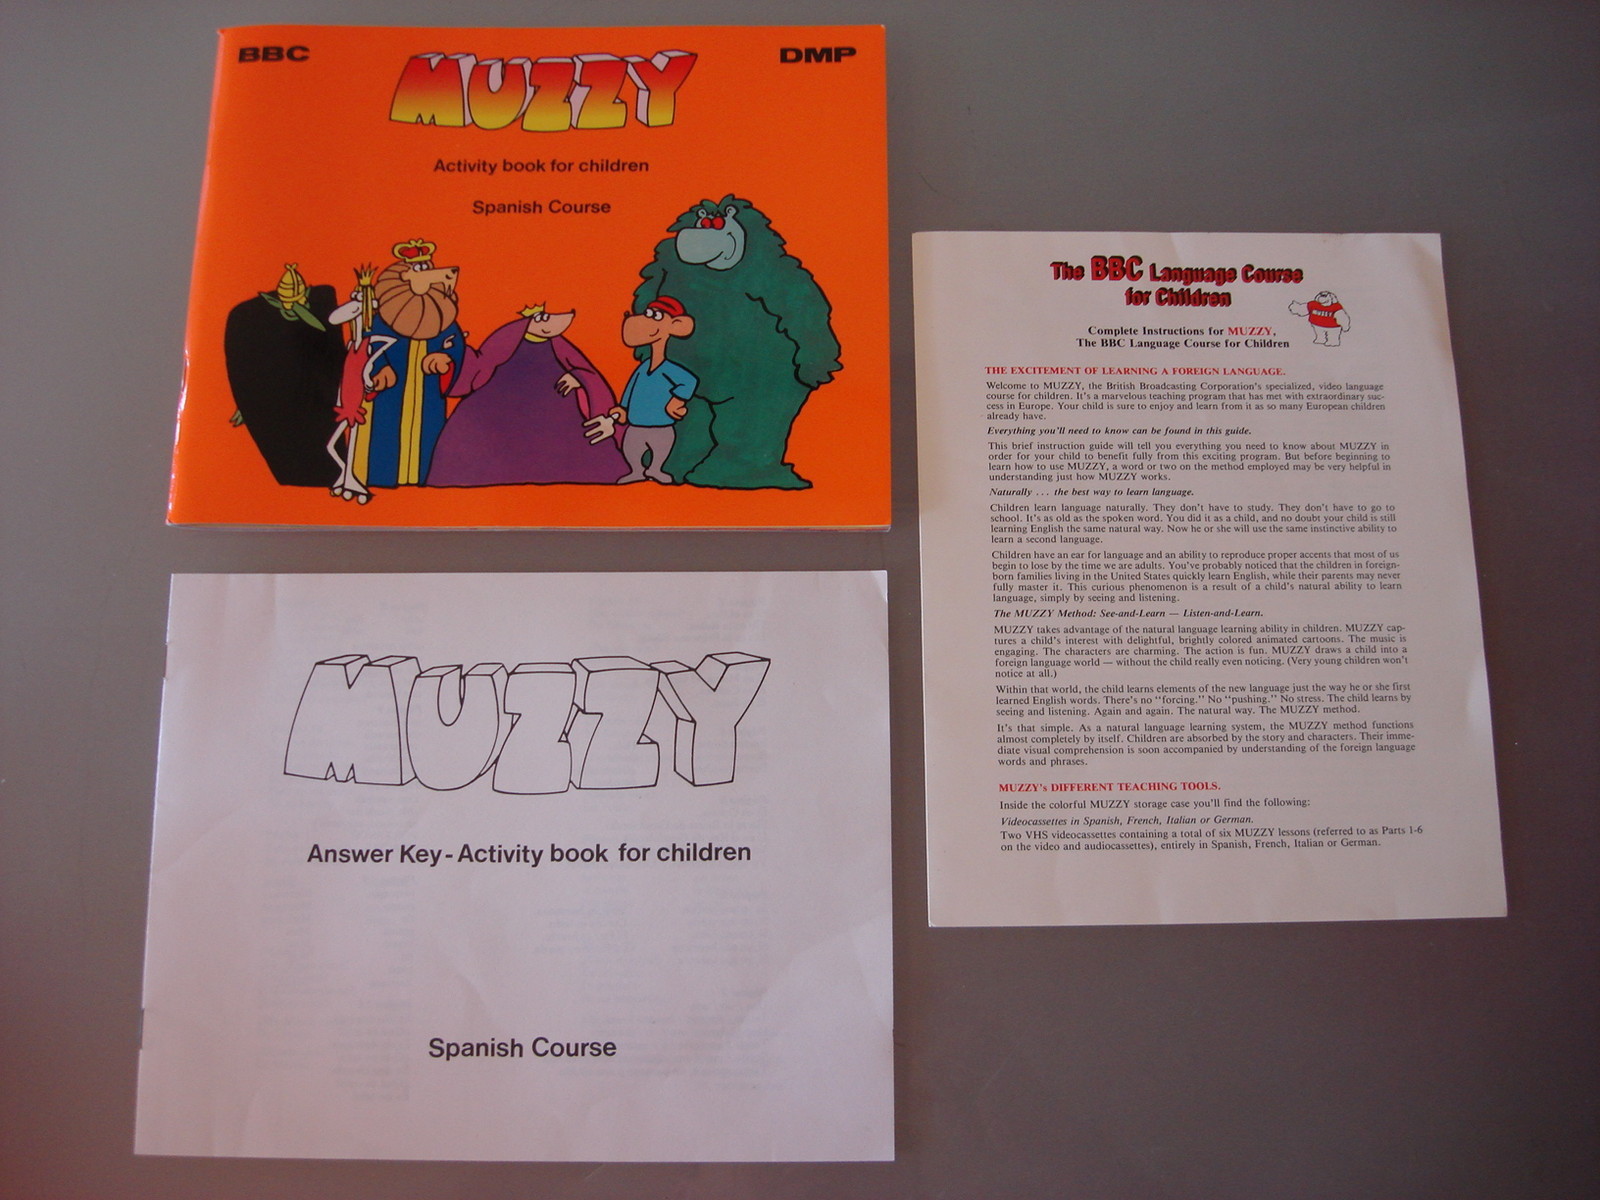 BBC
DMP
MUZZY
Activity book for children
Spanish Course
MUZZY
Answer Key - Activity book for children
Spanish Course
The BBC Language Course
for Children
Complete Instructions for MUZZY,
The BBC Language Course for Children
THE EXCITEMENT OF LEARNING A FOREIGN LANGUAGE.
Welcome to MUZZY, the British Broadcasting Corporation's specialized, video language
course for children. It's a marvelous teaching program that has met with extraordinary suc-
cess in Europe. Your child is sure to enjoy and learn from it as so many European children
already have.
Everything you'll need to know can be found in this guide.
This brief instruction guide will tell you everything you need to know about MUZZY in
order for your child to benefit fully from this exciting program. But before beginning to
learn how to use MUZZY, a word or two on the method employed may be very helpful in
understanding just how MUZZY works.
Naturally . . . the best way to learn language.
Children learn language naturally. They don't have to study. They don't have to go to
school. It's as old as the spoken word. You did it as a child, and no doubt your child is still
learning English the same natural way. Now he or she will use the same instinctive ability to
learn a second language.
Children have an ear for language and an ability to reproduce proper accents that most of us
begin to lose by the time we are adults. You've probably noticed that the children in foreign-
born families living in the United States quickly learn English, while their parents may never
fully master it. This curious phenomenon is a result of a child's natural ability to learn
language, simply by seeing and listening.
The MUZZY Method: See-and-Learn — Listen-and-Learn.
MUZZY takes advantage of the natural language learning ability in children. MUZZY cap-
tures a child's interest with delightful, brightly colored animated cartoons. The music is
engaging. The characters are charming. The action is fun. MUZZY draws a child into a
foreign language world — without the child really even noticing. (Very young children won't
notice at all.)
Within that world, the child learns elements of the new language just the way he or she first
learned English words. There's no "forcing." No "pushing." No stress. The child learns by
seeing and listening. Again and again. The natural way. The MUZZY method.
It's that simple. As a natural language learning system, the MUZZY method functions
almost completely by itself. Children are absorbed by the story and characters. Their imme-
diate visual comprehension is soon accompanied by understanding of the foreign language
words and phrases.
MUZZY's DIFFERENT TEACHING TOOLS.
Inside the colorful MUZZY storage case you'll find the following:
Videocassettes in Spanish, French, Italian or German.
Two VHS videocassettes containing a total of six MUZZY lessons (referred to as Parts 1-6
on the video and audiocassettes), entirely in Spanish, French, Italian or German.